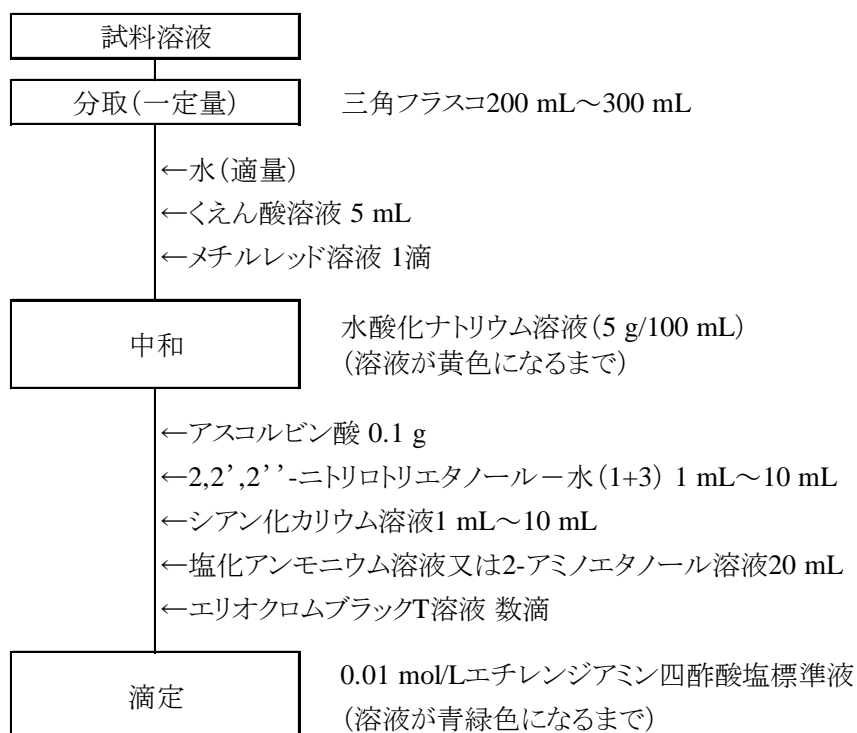 試料溶液
分取(一定量)
三角フラスコ200 mL~300 mL
←水(適量)
←くえん酸溶液 5 mL
←メチルレッド溶液 1滴
中和
水酸化ナトリウム溶液(5 g/100 mL)
(溶液が黄色になるまで)
←アスコルビン酸 0.1 g
←2,2’,2’’-ニトリロトリエタノール-水(1+3) 1 mL~10 mL
←シアン化カリウム溶液1 mL~10 mL
←塩化アンモニウム溶液又は2-アミノエタノール溶液20 mL
←エリオクロムブラックT溶液 数滴
滴定
0.01 mol/Lエチレンジアミン四酢酸塩標準液
(溶液が青緑色になるまで)